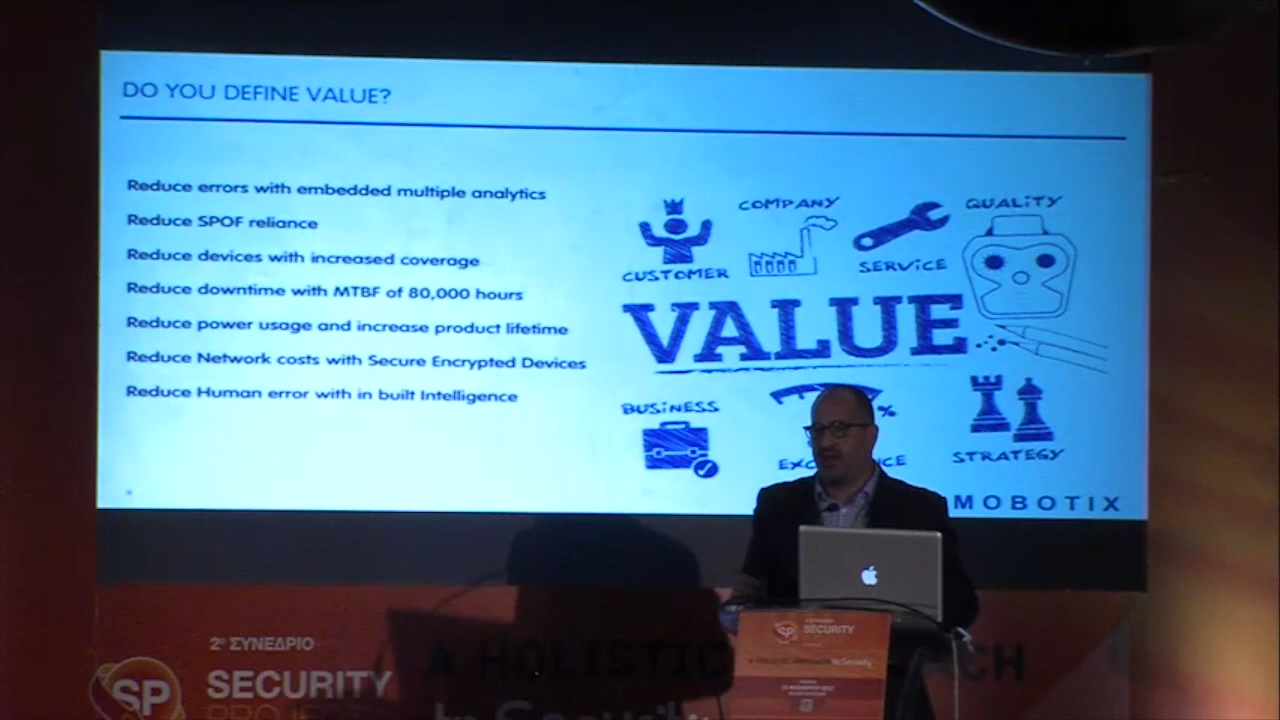 DO YOU DEFINE VALUE?
Reduce errors with embedded multiple analytics
Reduce SPOF reliance
Reduce devices with increased coverage
Reduce downtime with MTBF of 80,000 hours
Reduce power usage and increase product lifetime
Reduce Network costs with Secure Encrypted Devices
Reduce Human error with in built Intelligence
COMPANY
QUALiTY
CUSTOMER
SERViCE
VALUE
BUSiNESS
%
STRATEGY
MOBOTIX
2º ΣΥΝΕΔΡΙΟ
SECURITY
SP
A HOLISTIC
SP
SECURITY